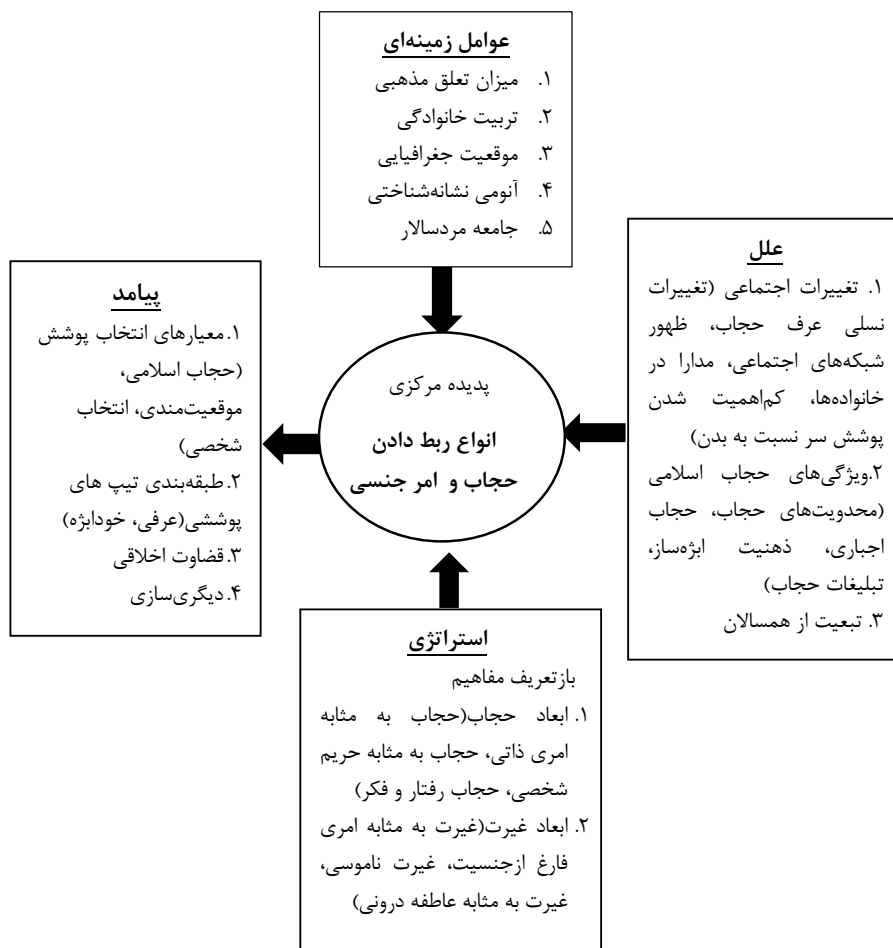 عوامل زمینه‌ای
۱. میزان تعلق مذهبی
۲. تربیت خانوادگی
۳. موقعیت جغرافیایی
۴. آنومی نشانه‌شناختی
۵. جامعه مردسالار
علل
۱. تغییرات اجتماعی (تغییرات
نسلی عرف حجاب، ظهور
شبکه‌های اجتماعی، مدارا در
خانواده‌ها، کم‌اهمیت شدن
پوشش سر نسبت به بدن)
۲.ویژگی‌های حجاب اسلامی
(محدویت‌های حجاب، حجاب
اجباری، ذهنیت ابژه‌ساز،
تبلیغات حجاب)
۳. تبعیت از همسالان
پدیده مرکزی
انواع ربط دادن
حجاب و امر جنسی
پیامد
۱.معیارهای انتخاب پوشش
(حجاب اسلامی،
موقعیت‌مندی، انتخاب
شخصی)
۲.طبقه‌بندی تیپ های
پوششی(عرفی، خودابژه)
۳.قضاوت اخلاقی
۴.دیگری‌سازی
استراتژی
بازتعریف مفاهیم
۱. ابعاد حجاب(حجاب به مثابه
امری ذاتی، حجاب به مثابه حریم
شخصی، حجاب رفتار و فکر)
۲. ابعاد غیرت(غیرت به مثابه امری
فارغ ازجنسیت، غیرت ناموسی،
غیرت به مثابه عاطفه درونی)